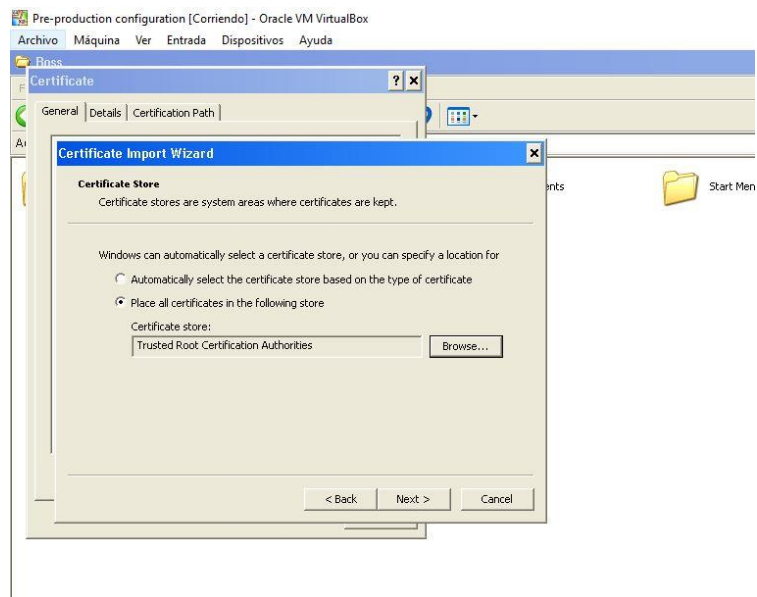 Pre-production configuration [Corriendo] - Oracle VM VirtualBox
Archivo Máquina Ver Entrada Dispositivos Ayuda
Boss
Certificate
General Details Certification Path
Certificate Import Wizard
Certificate Store
Certificate stores are system areas where certificates are kept.
Windows can automatically select a certificate store, or you can specify a location for
Automatically select the certificate store based on the type of certificate
Place all certificates in the following store
Certificate store:
Trusted Root Certification Authorities Browse...
< Back Next > Cancel
Start Men